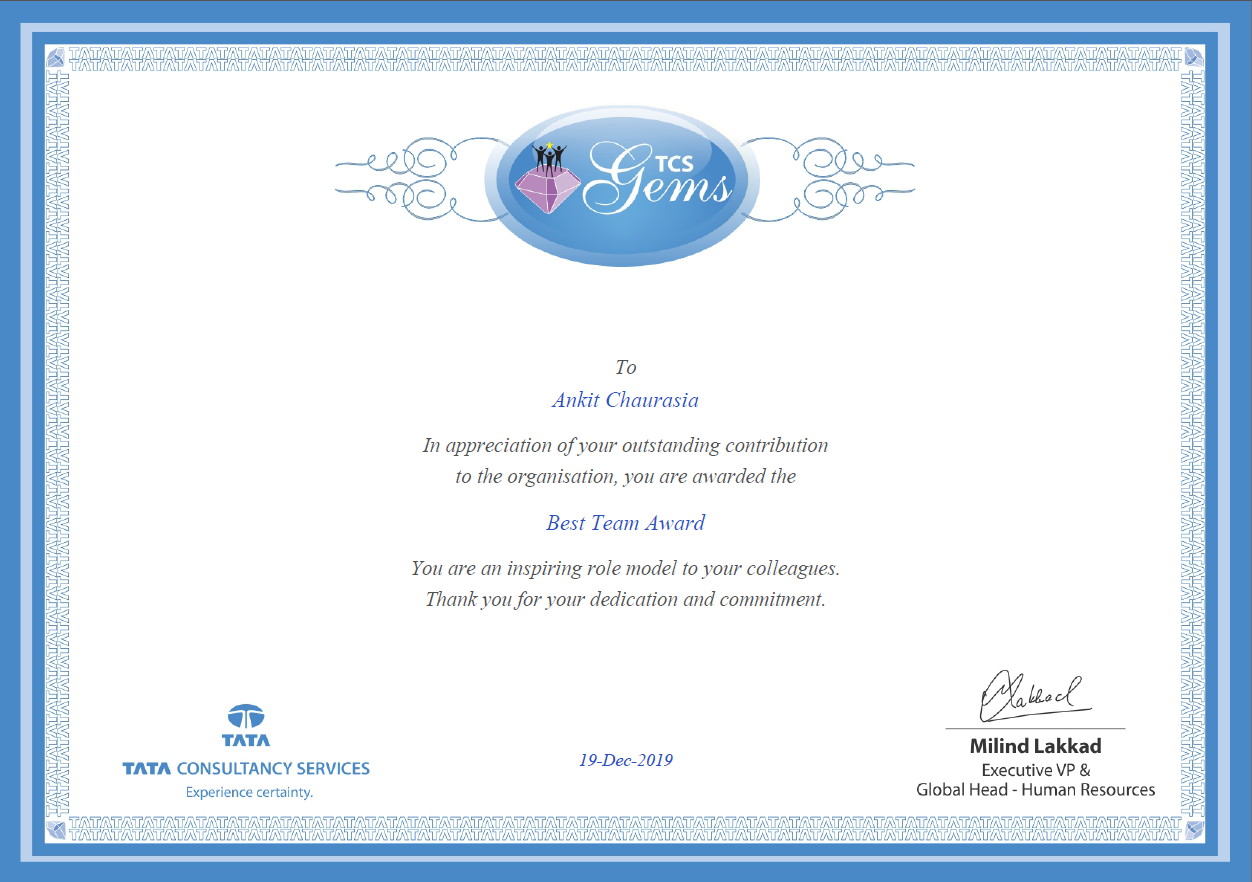 TCS
Gems
To
Ankit Chaurasia
In appreciation of your outstanding contribution
to the organisation, you are awarded the
Best Team Award
You are an inspiring role model to your colleagues.
Thank you for your dedication and commitment.
TATA
TATA CONSULTANCY SERVICES
Experience certainty.
19-Dec-2019
Lakkad
Milind Lakkad
Executive VP &
Global Head - Human Resources